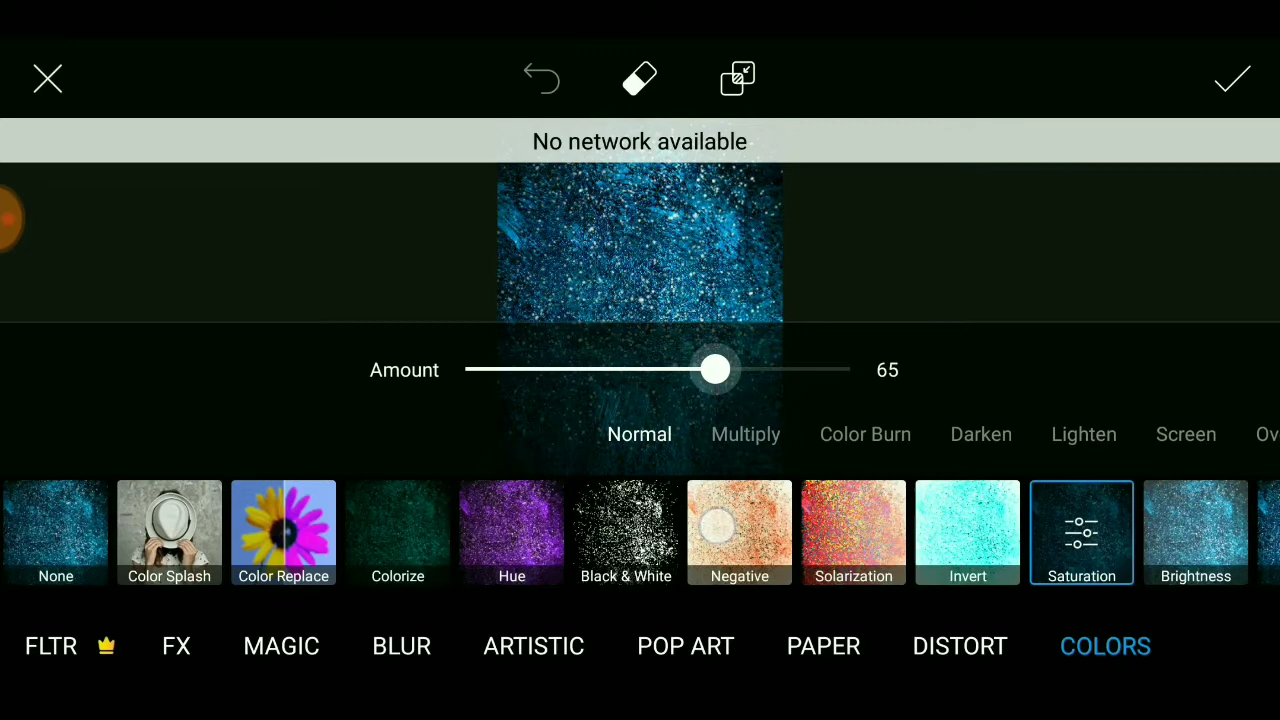 No network available
Amount 65
Normal Multiply Color Burn Darken Lighten Screen Ov
None Color Splash Color Replace Colorize Hue Black & White Negative Solarization Invert Saturation Brightness
FLTR FX MAGIC BLUR ARTISTIC POP ART PAPER DISTORT COLORS